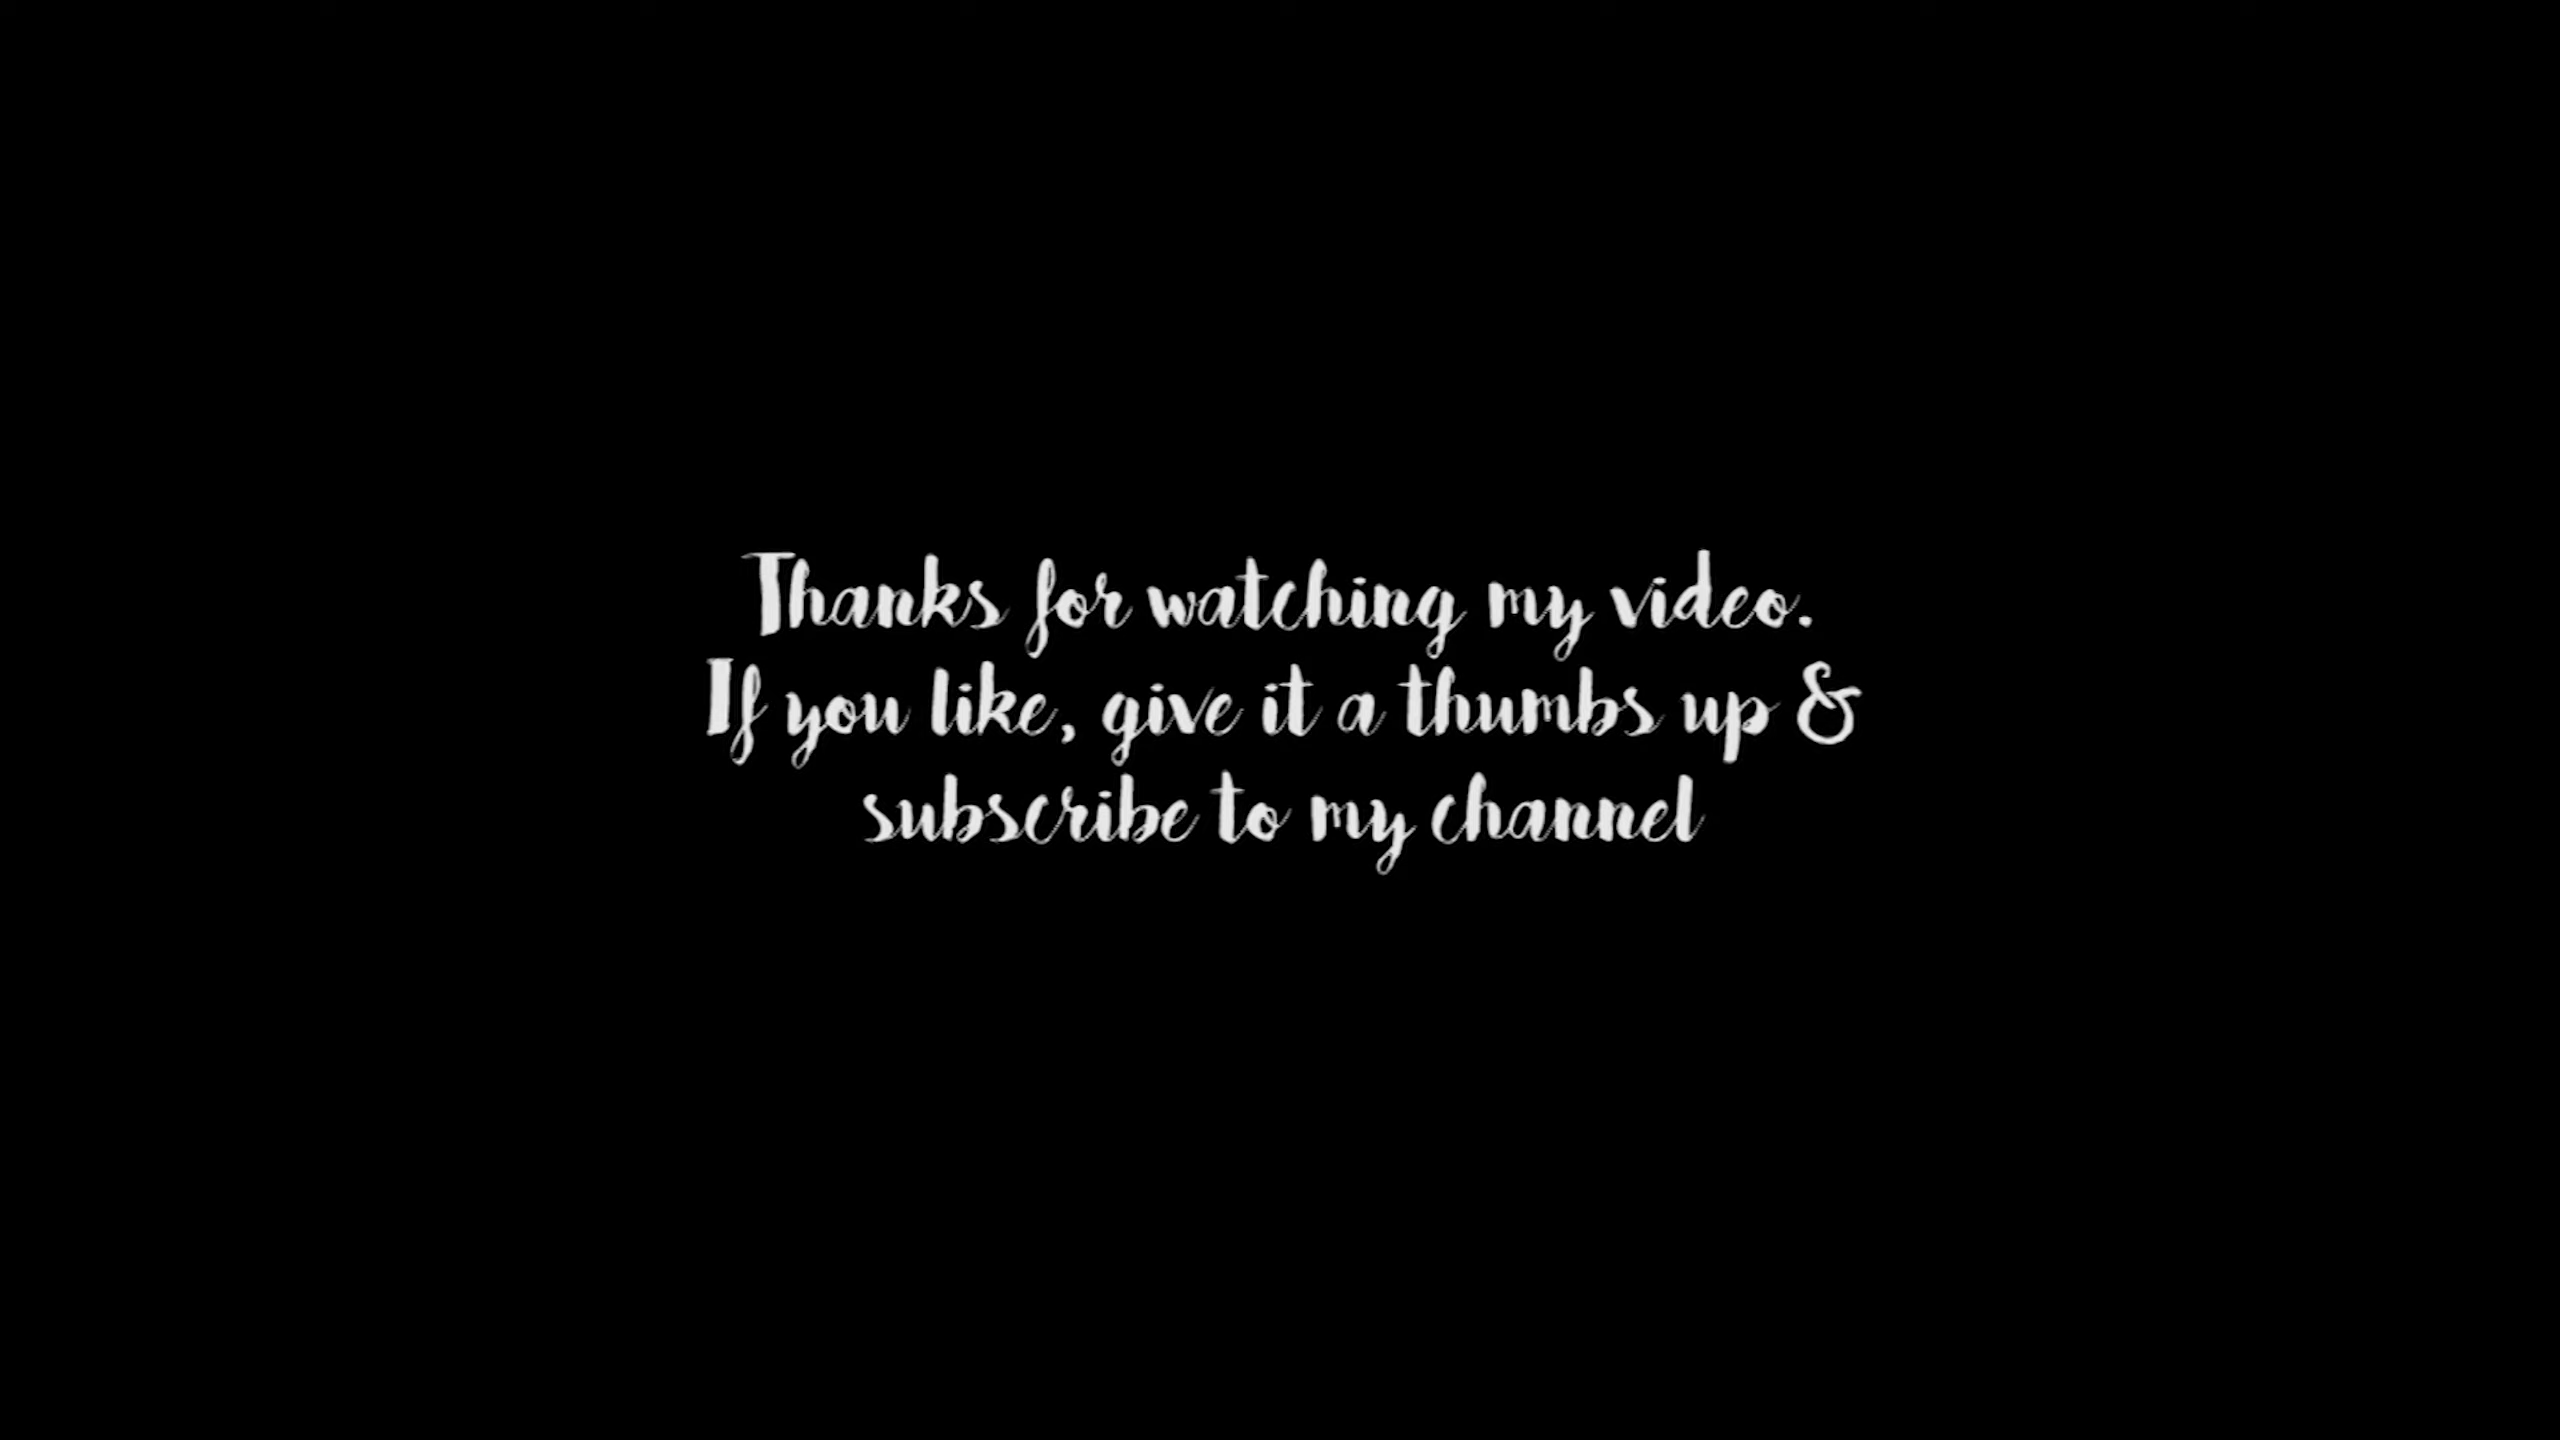 Thanks for watching my video.
If you like, give it a thumbs up &
subscribe to my channel